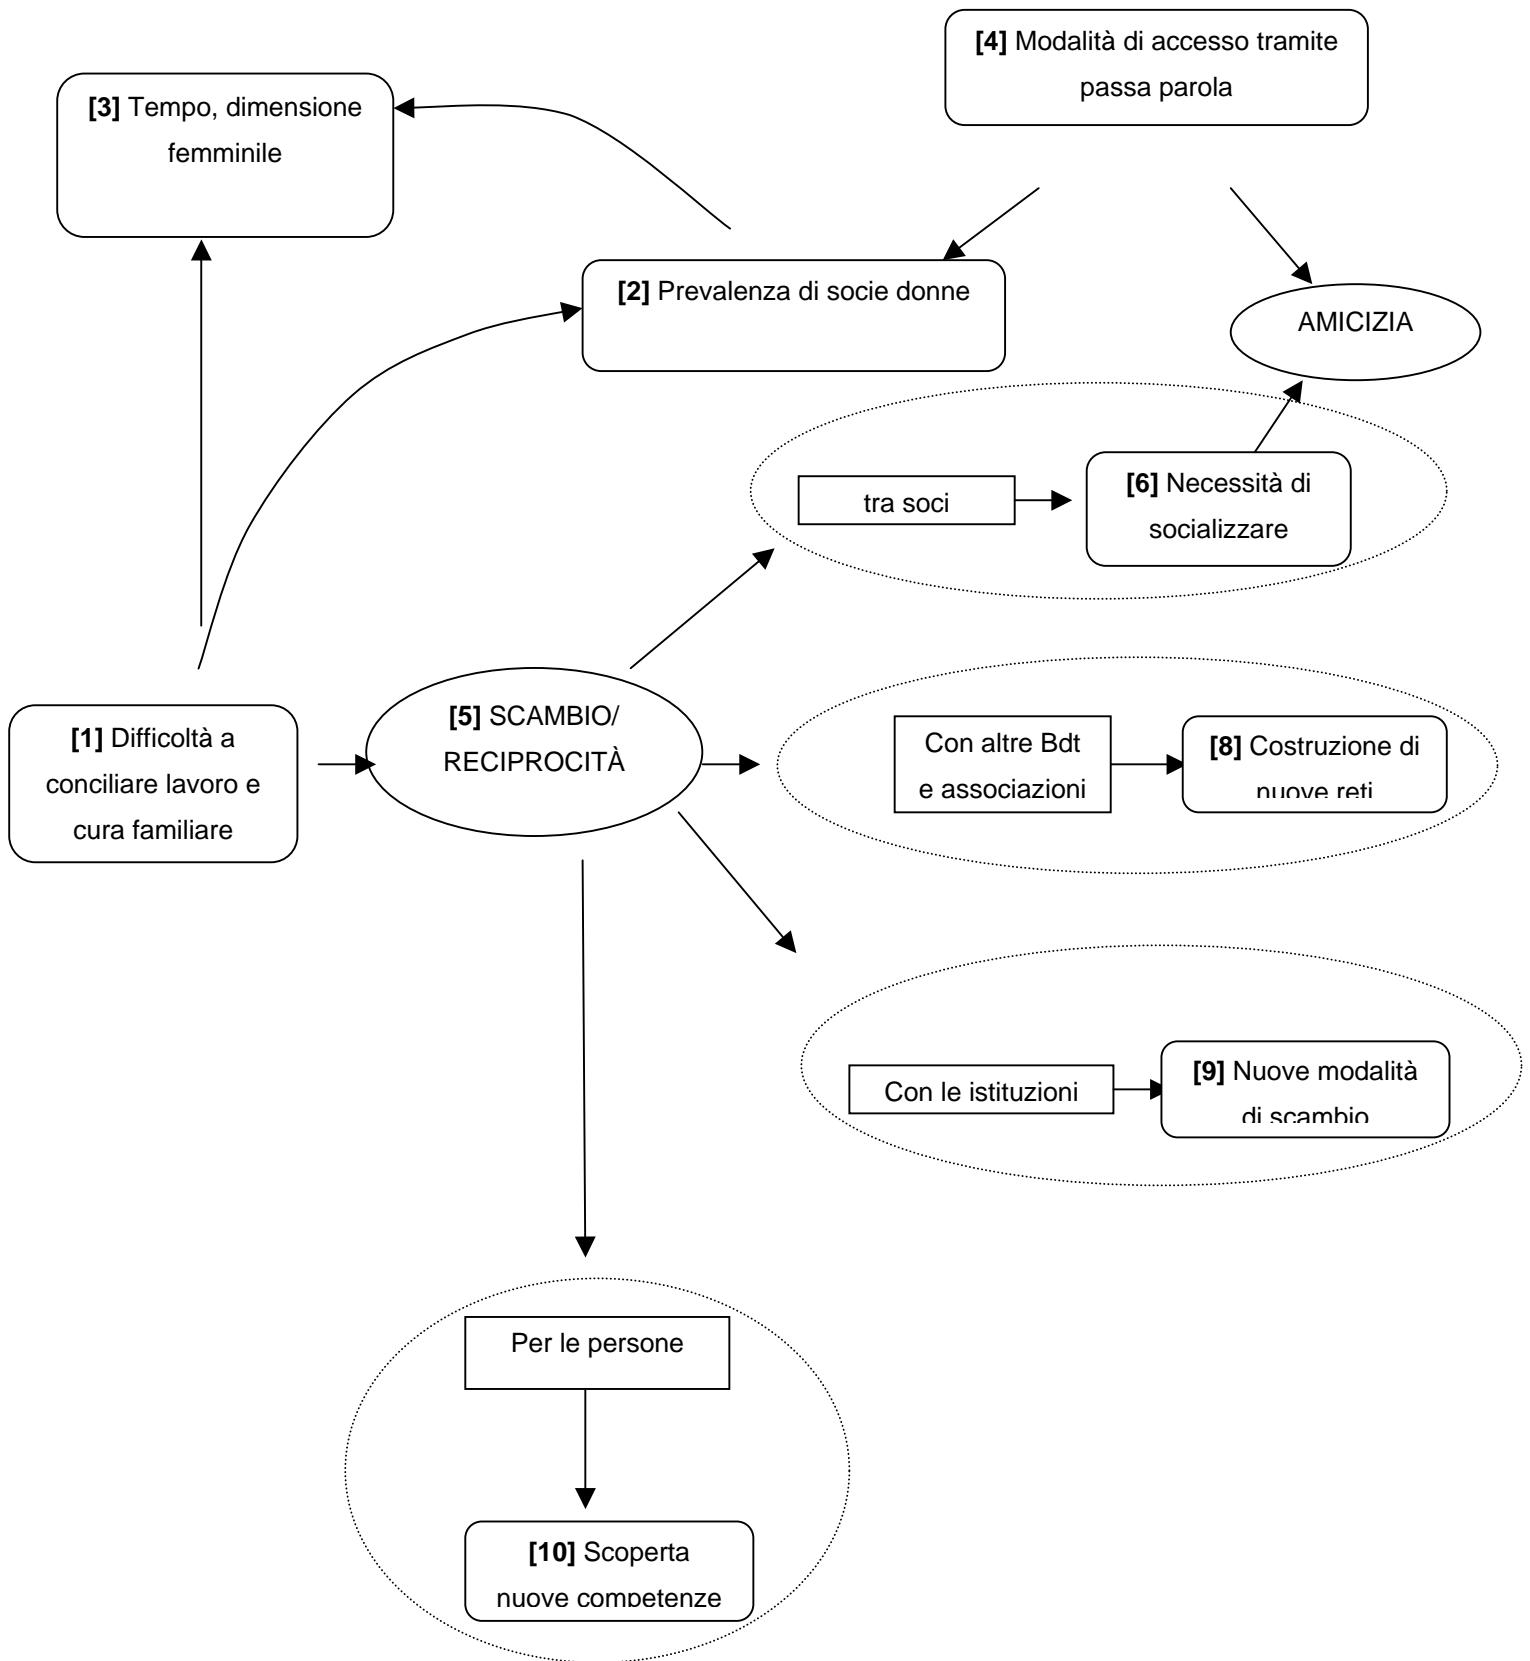 [4] Modalità di accesso tramite
passa parola
[3] Tempo, dimensione
femminile
[2] Prevalenza di socie donne
AMICIZIA
tra soci
[6] Necessità di
socializzare
[5] SCAMBIO/
RECIPROCITÀ
[1] Difficoltà a
conciliare lavoro e
cura familiare
Con altre Bdt
e associazioni
[8] Costruzione di
nuove reti
Con le istituzioni
[9] Nuove modalità
di scambio
Per le persone
[10] Scoperta
nuove competenze